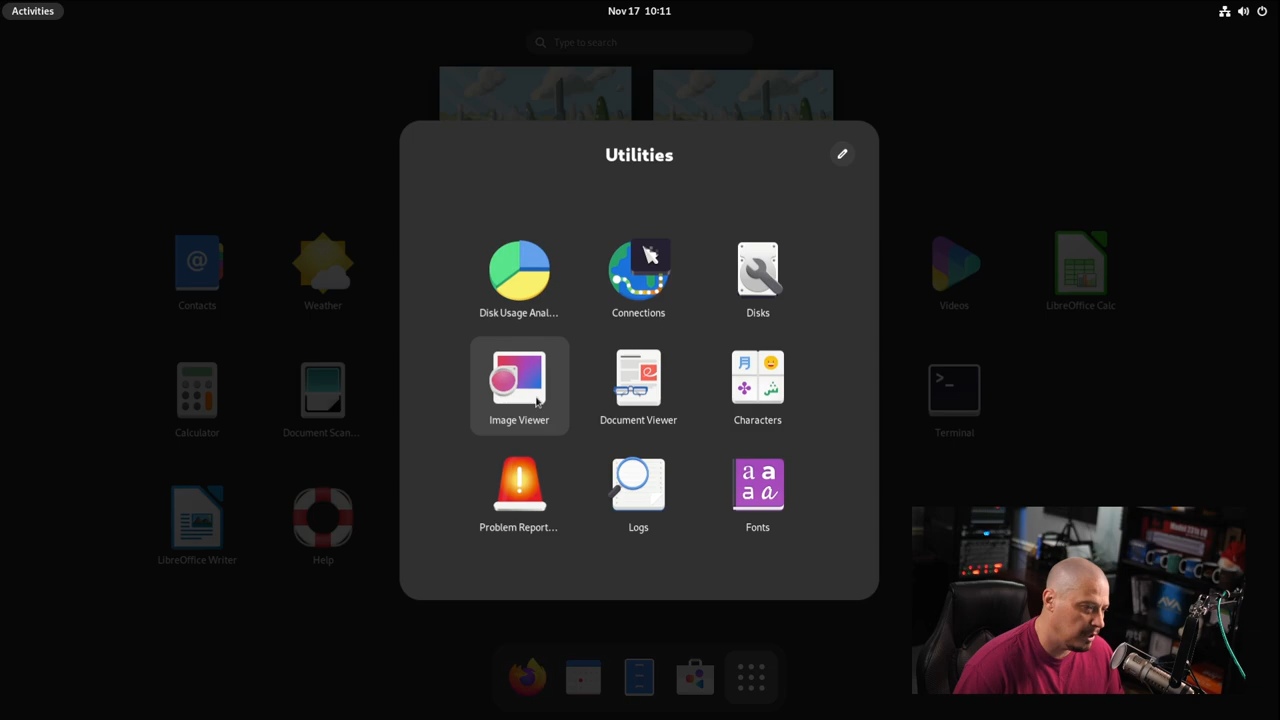 Activities
Nov 17 10:11
Type to search
Utilities
Disk Usage Anal...
Connections
Disks
Contacts
Weather
Videos
LibreOffice Calc
Image Viewer
Document Viewer
Characters
Calculator
Document Scan...
Terminal
Problem Report...
Logs
Fonts
LibreOffice Writer
Help